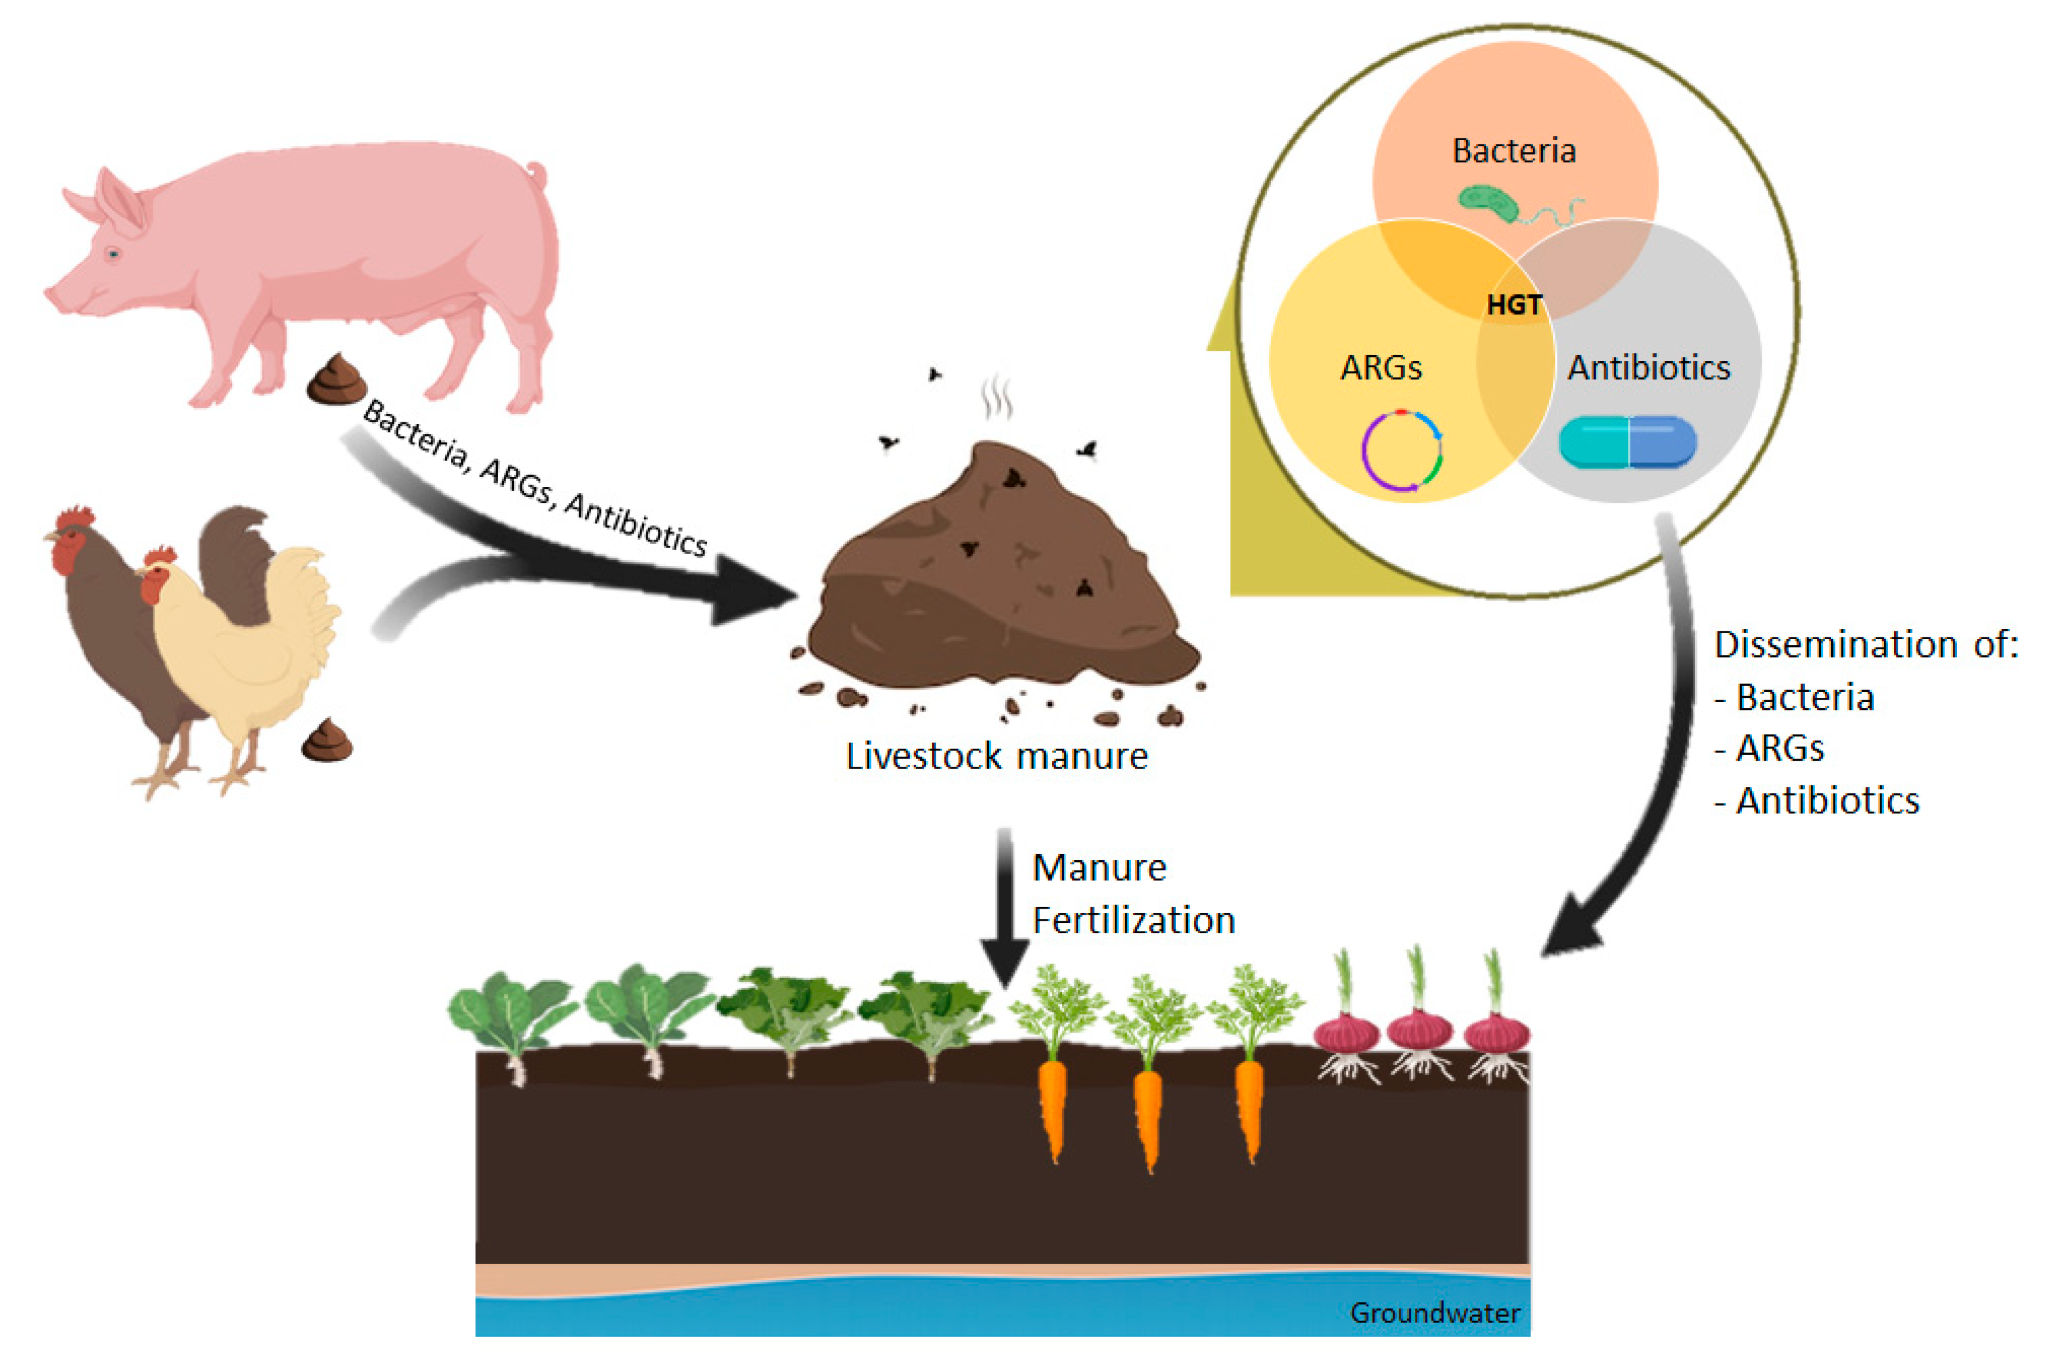 Bacteria
HGT
ARGs
Antibiotics
Bacteria, ARGs, Antibiotics
Livestock manure
Dissemination of:
- Bacteria
- ARGs
- Antibiotics
Manure
Fertilization
Groundwater